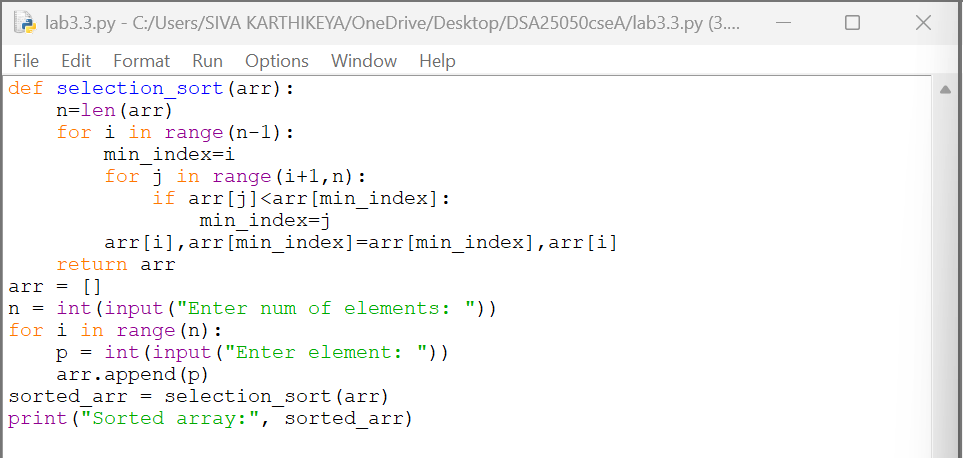 lab3.3.py - C:/Users/SIVA KARTHIKEYA/OneDrive/Desktop/DSA25050cseA/lab3.3.py (3....
File Edit Format Run Options Window Help
def selection_sort(arr):
    n=len(arr)
    for i in range(n-1):
        min_index=i
        for j in range(i+1,n):
            if arr[j]<arr[min_index]:
                min_index=j
        arr[i],arr[min_index]=arr[min_index],arr[i]
    return arr
arr = []
n = int(input("Enter num of elements: "))
for i in range(n):
    p = int(input("Enter element: "))
    arr.append(p)
sorted_arr = selection_sort(arr)
print("Sorted array:", sorted_arr)